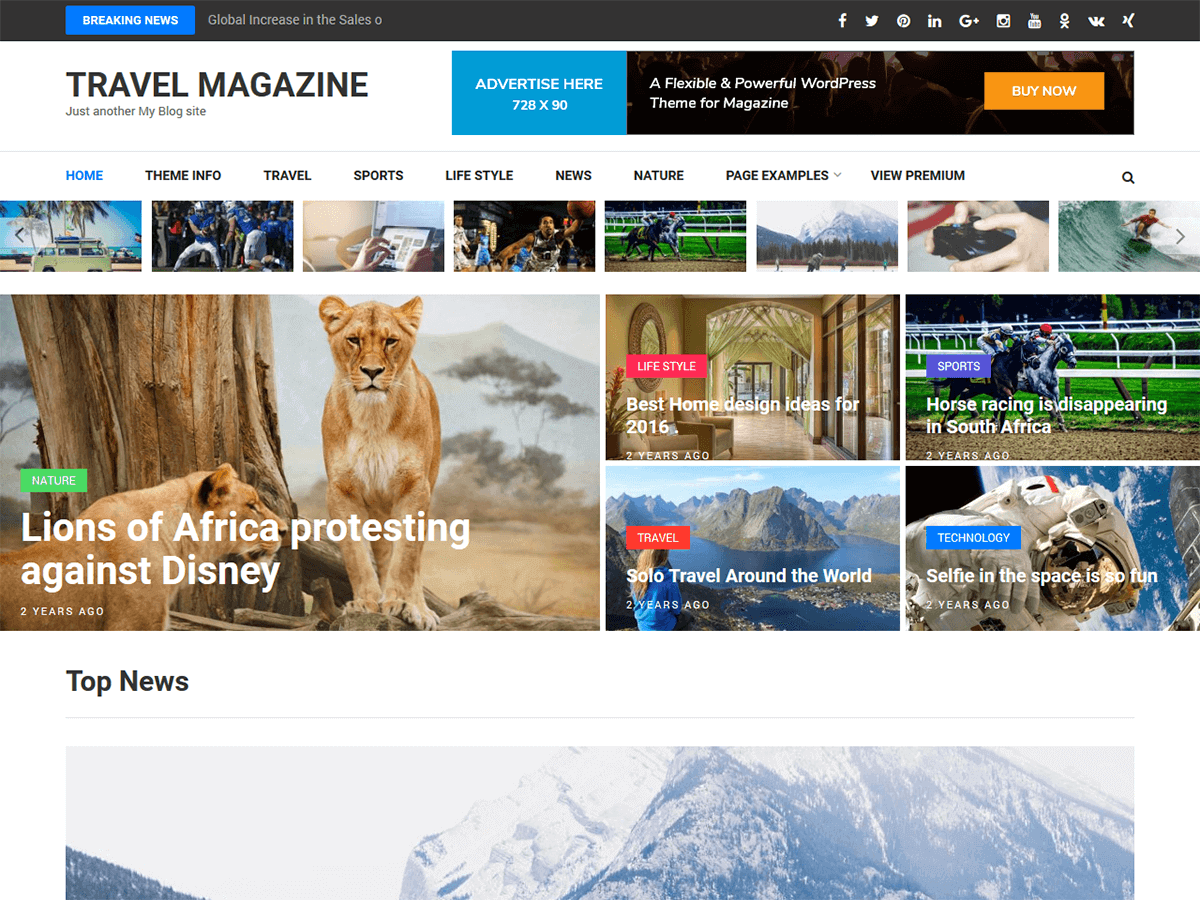 BREAKING NEWS
Global Increase in the Sales o
TRAVEL MAGAZINE
Just another My Blog site
ADVERTISE HERE
728 X 90
A Flexible & Powerful WordPress
Theme for Magazine
BUY NOW
HOME THEME INFO TRAVEL SPORTS LIFE STYLE NEWS NATURE PAGE EXAMPLES VIEW PREMIUM
NATURE
Lions of Africa protesting
against Disney
2 YEARS AGO
LIFE STYLE
Best Home design ideas for
2016 .
2 YEARS AGO
SPORTS
Horse racing is disappearing
in South Africa
2 YEARS AGO
TRAVEL
Solo Travel Around the World
2 YEARS AGO
TECHNOLOGY
Selfie in the space is so fun
2 YEARS AGO
Top News